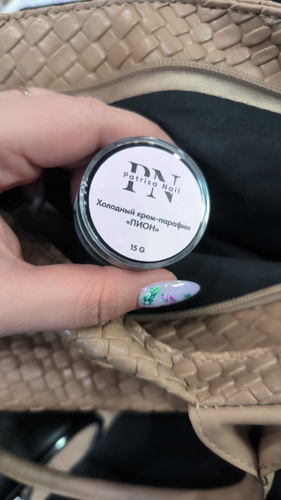 PN
Patrisa Nail
Холодный крем-парафин
«ПИОН»
15 G